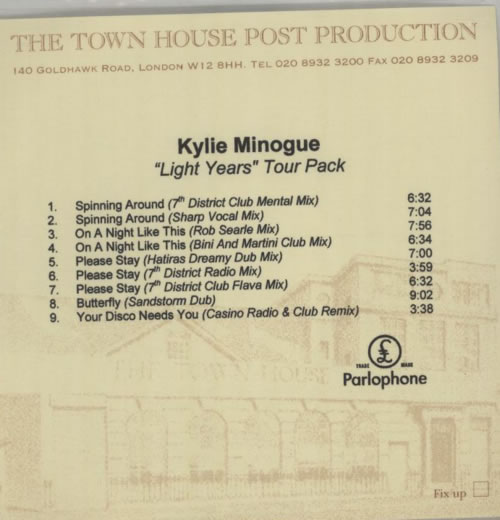 THE TOWN HOUSE POST PRODUCTION
140 GOLDHAWK ROAD, LONDON W12 8HH. TEL 020 8932 3200 FAX 020 8932 3209
Kylie Minogue
"Light Years" Tour Pack
1. Spinning Around (7th District Club Mental Mix) 6:32
2. Spinning Around (Sharp Vocal Mix) 7:04
3. On A Night Like This (Rob Searle Mix) 7:56
4. On A Night Like This (Bini And Martini Club Mix) 6:34
5. Please Stay (Hatiras Dreamy Dub Mix) 7:00
6. Please Stay (7th District Radio Mix) 3:59
7. Please Stay (7th District Club Flava Mix) 6:32
8. Butterfly (Sandstorm Dub) 9:02
9. Your Disco Needs You (Casino Radio & Club Remix) 3:38
THE TOWN HOUSE
£
TRADE MARK
Parlophone
Fix up